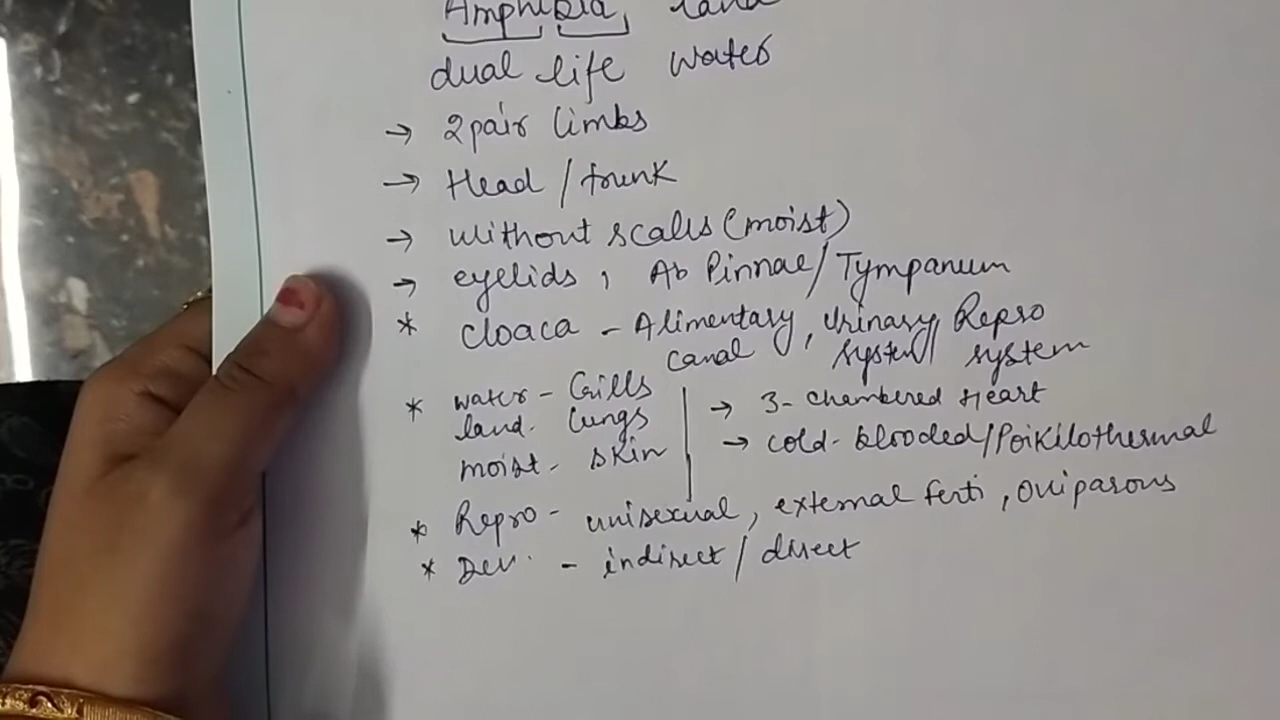 Amphibia, land
dual life water
→ 2pair limbs
→ Head / trunk
→ without scales (moist)
→ eyelids, Ab Pinnae / Tympanum
* Cloaca - Alimentary canal, Urinary system, Repro system
* water - Gills
land - lungs
moist - skin
→ 3-chambered Heart
→ cold-blooded/Poikilothermal
* Repro - unisexual, external ferti, oviparous
* Dev. - indirect / direct